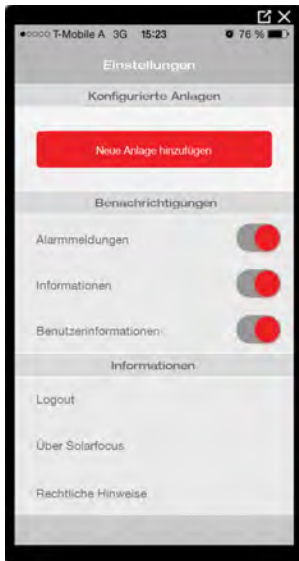 T-Mobile A 3G 15:23 76 %
Einstellungen
Konfigurierte Anlagen
Neue Anlage hinzufügen
Benachrichtigungen
Alarmmeldungen
Informationen
Benutzerinformationen
Informationen
Logout
Über Solarfocus
Rechtliche Hinweise